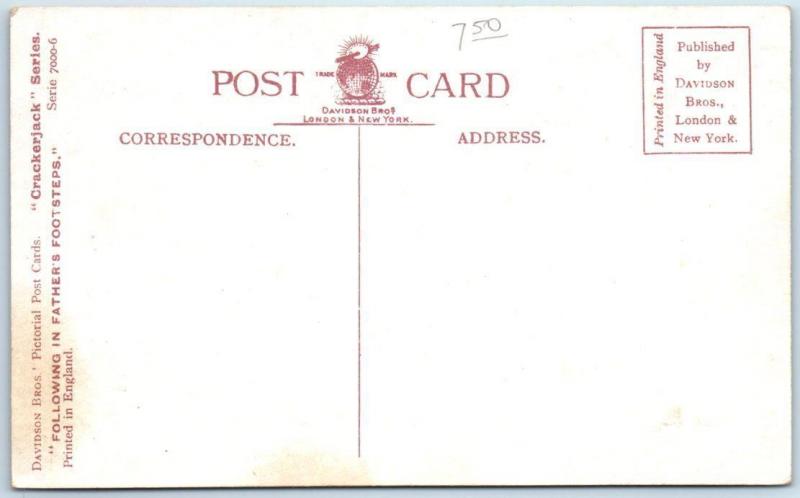 7 50
POST CARD
TRADE MARK
DAVIDSON BROS
LONDON & NEW YORK.
CORRESPONDENCE.
ADDRESS.
Printed in England
Published
by
DAVIDSON
BROS.,
London &
New York.
DAVIDSON BROS.' Pictorial Post Cards. "Crackerjack" Series.
"FOLLOWING IN FATHER'S FOOTSTEPS." Serie 7000-6
Printed in England.